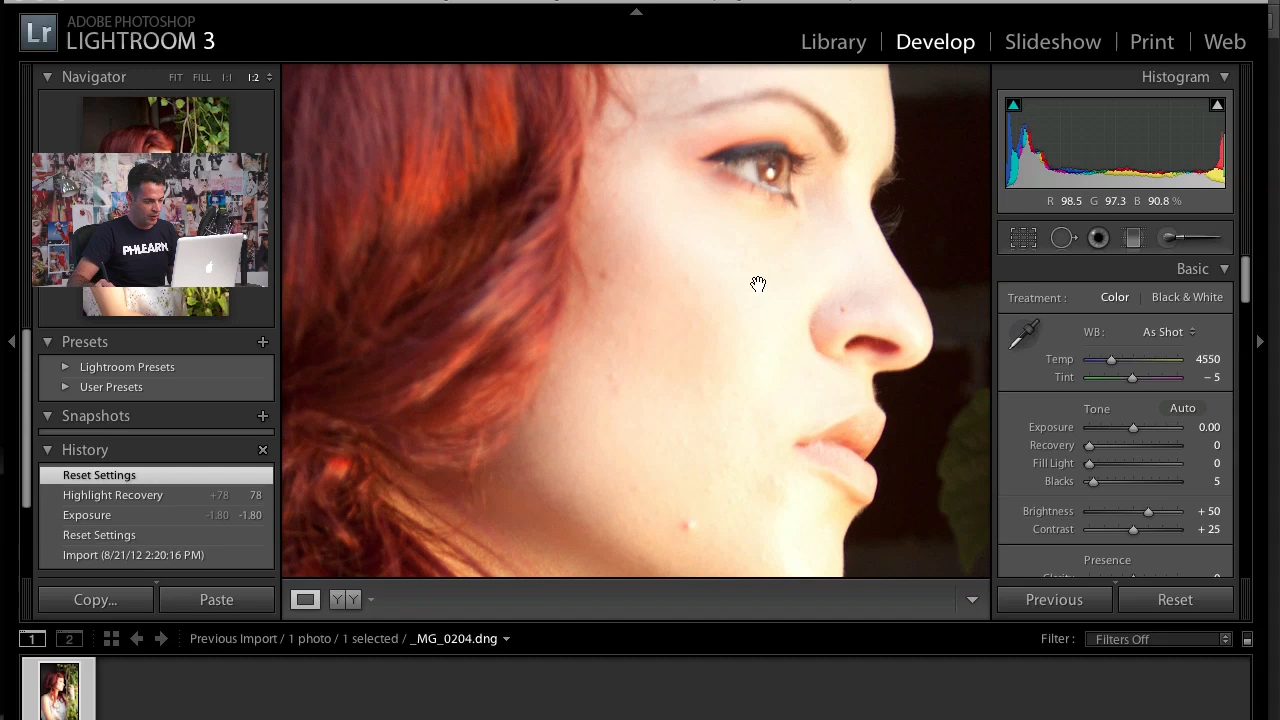 Lr
ADOBE PHOTOSHOP
LIGHTROOM 3
Library | Develop | Slideshow | Print | Web
Navigator FIT FILL 1:1 1:2
PHLEARN
Presets +
Lightroom Presets
User Presets
Snapshots +
History ×
Reset Settings
Highlight Recovery +78 78
Exposure -1.80 -1.80
Reset Settings
Import (8/21/12 2:20:16 PM)
Copy... Paste
Y Y
Histogram
R 98.5 G 97.3 B 90.8 %
Basic
Treatment : Color | Black & White
WB: As Shot
Temp 4550
Tint – 5
Tone Auto
Exposure 0.00
Recovery 0
Fill Light 0
Blacks 5
Brightness + 50
Contrast + 25
Presence
Clarity 0
Previous Reset
1 2 Previous Import / 1 photo / 1 selected / _MG_0204.dng Filter : Filters Off